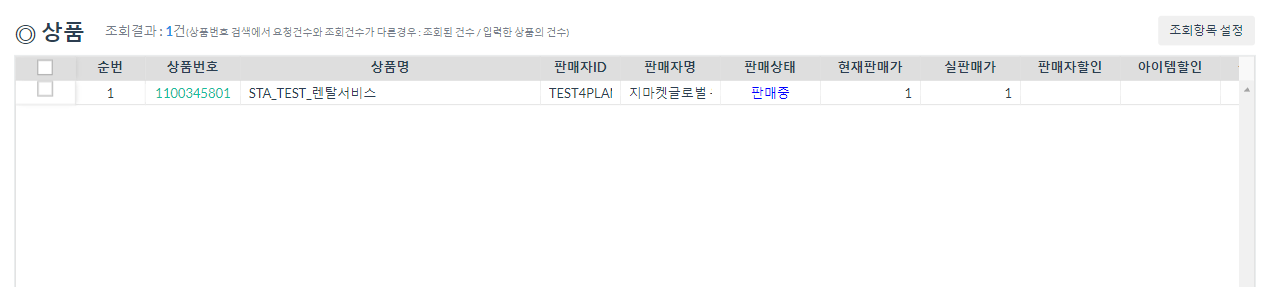 ◎ 상품 조회결과 : 1건(상품번호 검색에서 요청건수와 조회건수가 다른경우 : 조회된 건수 / 입력한 상품의 건수) 조회항목 설정
순번 상품번호 상품명 판매자ID 판매자명 판매상태 현재판매가 실판매가 판매자할인 아이템할인
1 1100345801 STA_TEST_렌탈서비스 TEST4PLAN 지마켓글로벌 판매중 1 1